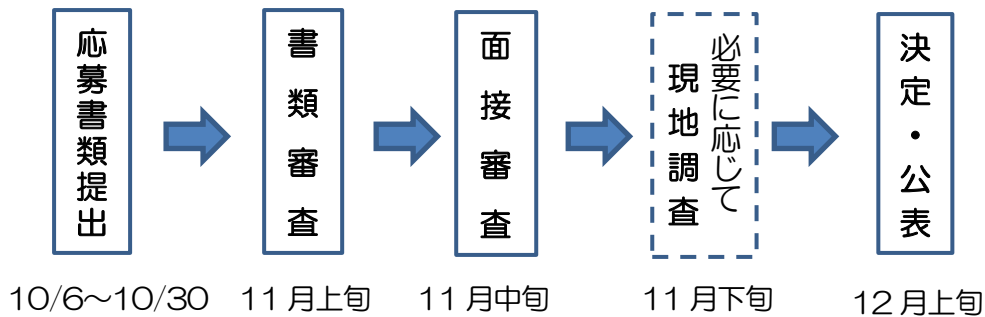 応募書類提出
書類審査
面接審査
必要に応じて
現地調査
決定・公表
10/6～10/30
11月上旬
11月中旬
11月下旬
12月上旬